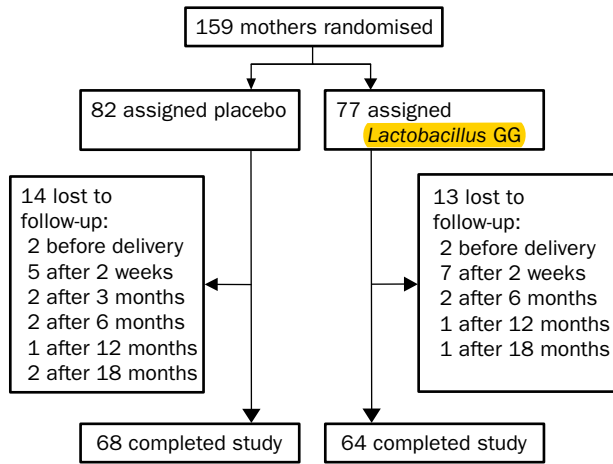 159 mothers randomised
82 assigned placebo
77 assigned
Lactobacillus GG
14 lost to
follow-up:
2 before delivery
5 after 2 weeks
2 after 3 months
2 after 6 months
1 after 12 months
2 after 18 months
13 lost to
follow-up:
2 before delivery
7 after 2 weeks
2 after 6 months
1 after 12 months
1 after 18 months
68 completed study
64 completed study